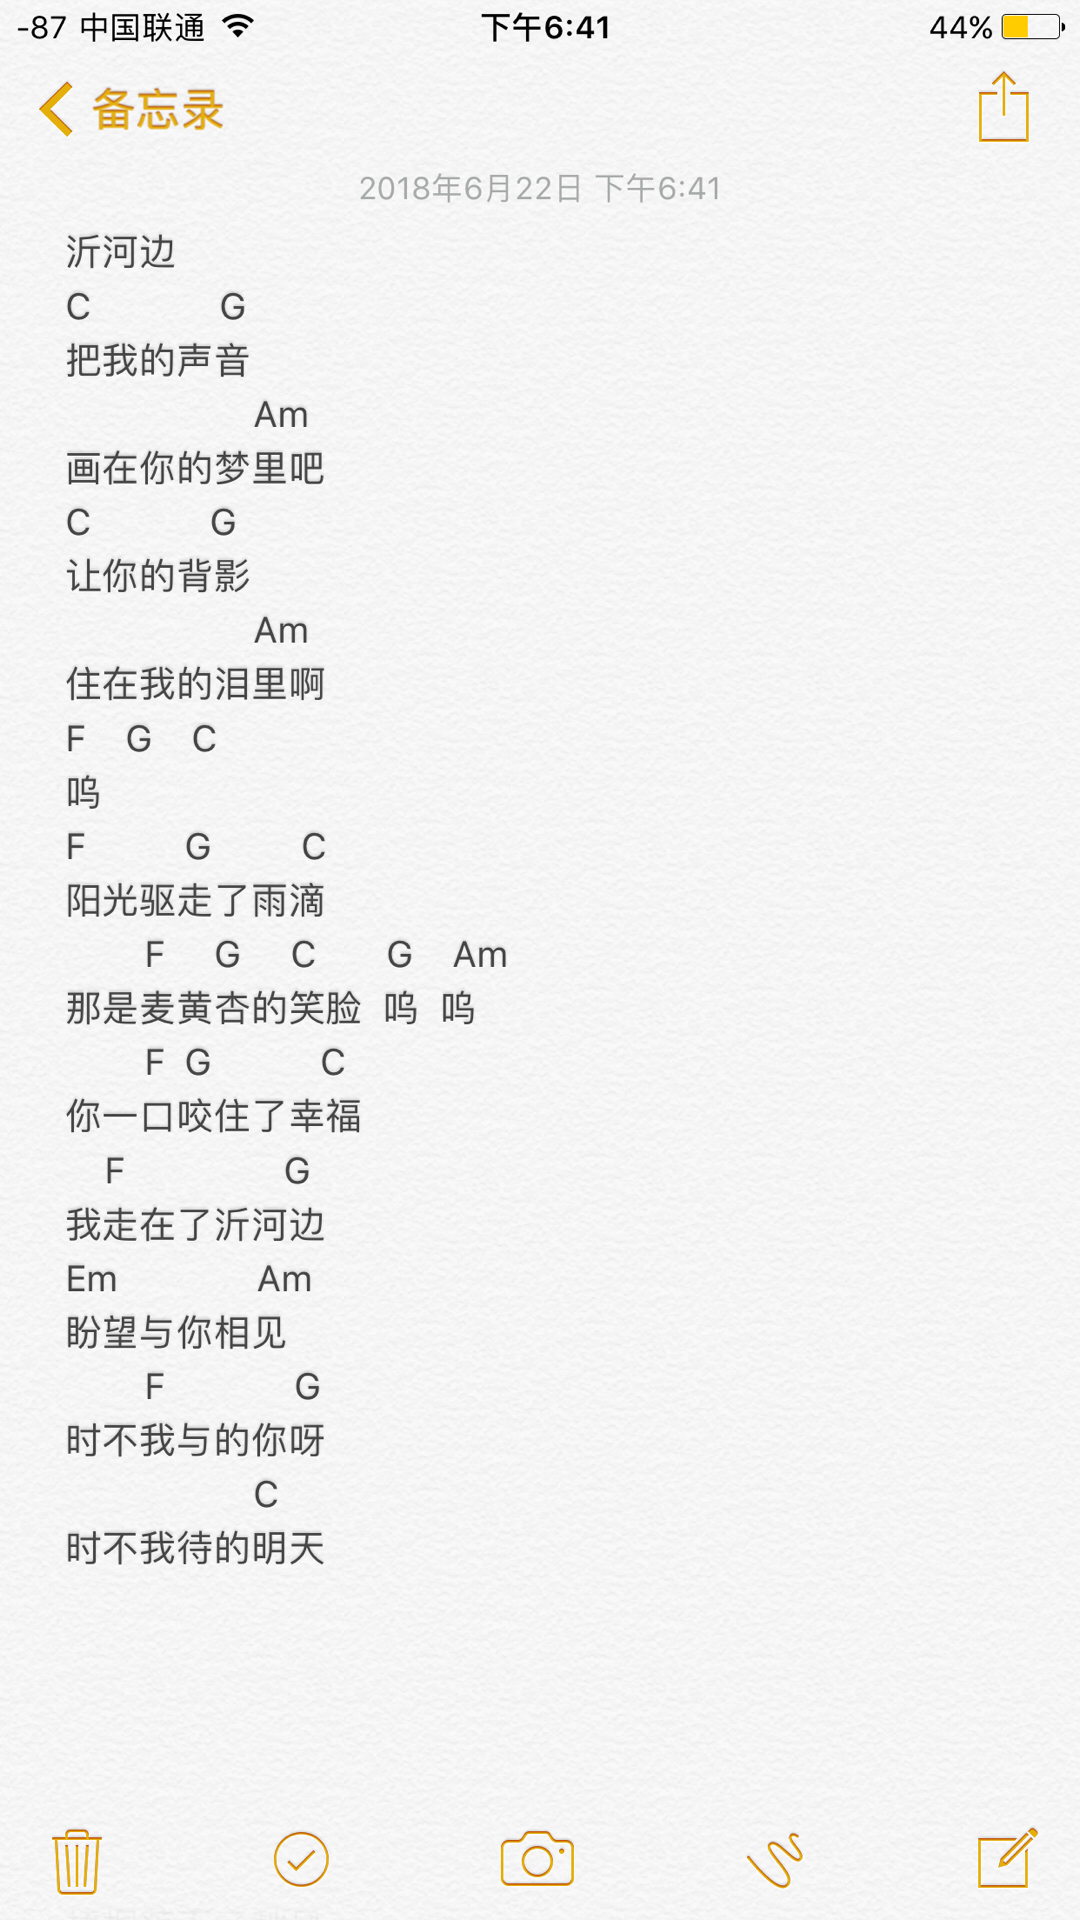 -87 中国联通 下午6:41 44%
备忘录
2018年6月22日 下午6:41
沂河边
C G
把我的声音
Am
画在你的梦里吧
C G
让你的背影
Am
住在我的泪里啊
F G C
呜
F G C
阳光驱走了雨滴
F G C G Am
那是麦黄杏的笑脸 呜 呜
F G C
你一口咬住了幸福
F G
我走在了沂河边
Em Am
盼望与你相见
F G
时不我与的你呀
C
时不我待的明天